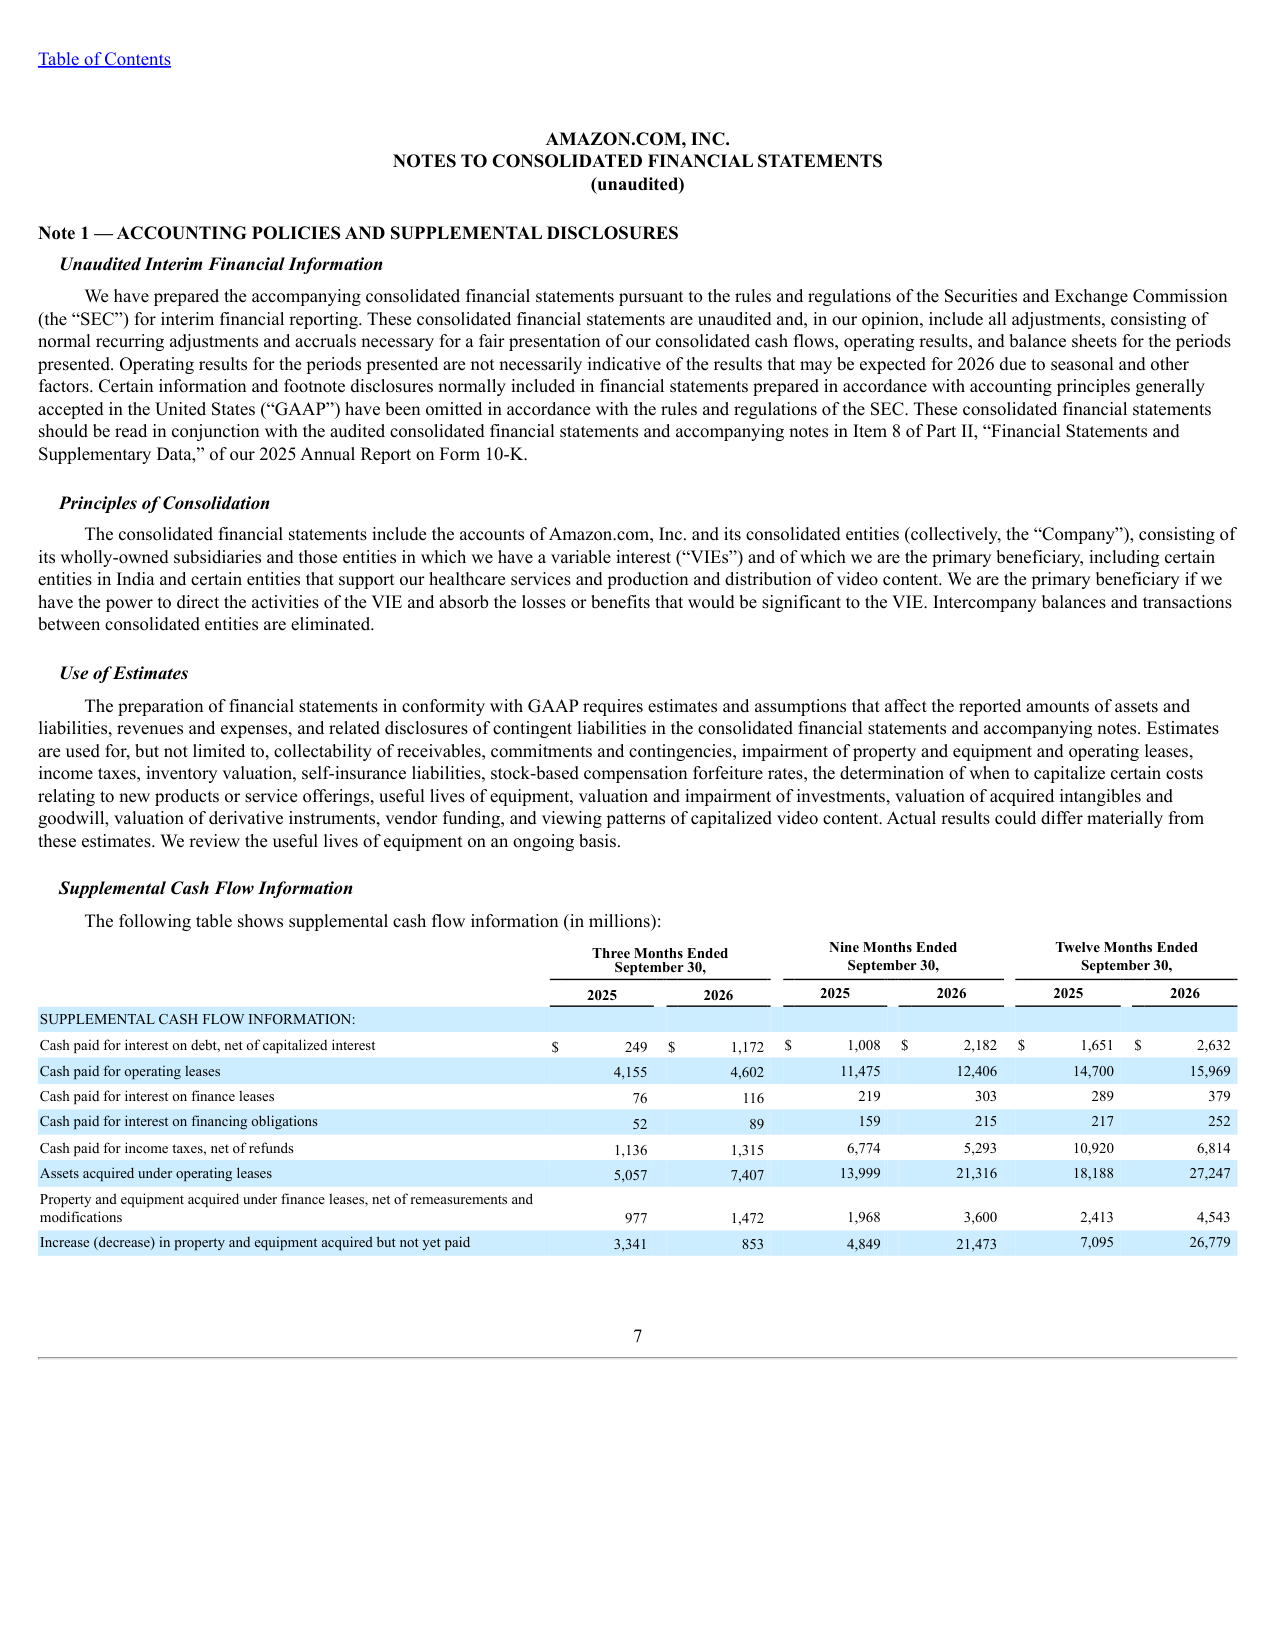 Table of Contents
AMAZON.COM, INC.
NOTES TO CONSOLIDATED FINANCIAL STATEMENTS
(unaudited)
Note 1 — ACCOUNTING POLICIES AND SUPPLEMENTAL DISCLOSURES
Unaudited Interim Financial Information
We have prepared the accompanying consolidated financial statements pursuant to the rules and regulations of the Securities and Exchange Commission
(the “SEC”) for interim financial reporting. These consolidated financial statements are unaudited and, in our opinion, include all adjustments, consisting of
normal recurring adjustments and accruals necessary for a fair presentation of our consolidated cash flows, operating results, and balance sheets for the periods
presented. Operating results for the periods presented are not necessarily indicative of the results that may be expected for 2026 due to seasonal and other
factors. Certain information and footnote disclosures normally included in financial statements prepared in accordance with accounting principles generally
accepted in the United States (“GAAP”) have been omitted in accordance with the rules and regulations of the SEC. These consolidated financial statements
should be read in conjunction with the audited consolidated financial statements and accompanying notes in Item 8 of Part II, “Financial Statements and
Supplementary Data,” of our 2025 Annual Report on Form 10-K.
Principles of Consolidation
The consolidated financial statements include the accounts of Amazon.com, Inc. and its consolidated entities (collectively, the “Company”), consisting of
its wholly-owned subsidiaries and those entities in which we have a variable interest (“VIEs”) and of which we are the primary beneficiary, including certain
entities in India and certain entities that support our healthcare services and production and distribution of video content. We are the primary beneficiary if we
have the power to direct the activities of the VIE and absorb the losses or benefits that would be significant to the VIE. Intercompany balances and transactions
between consolidated entities are eliminated.
Use of Estimates
The preparation of financial statements in conformity with GAAP requires estimates and assumptions that affect the reported amounts of assets and
liabilities, revenues and expenses, and related disclosures of contingent liabilities in the consolidated financial statements and accompanying notes. Estimates
are used for, but not limited to, collectability of receivables, commitments and contingencies, impairment of property and equipment and operating leases,
income taxes, inventory valuation, self-insurance liabilities, stock-based compensation forfeiture rates, the determination of when to capitalize certain costs
relating to new products or service offerings, useful lives of equipment, valuation and impairment of investments, valuation of acquired intangibles and
goodwill, valuation of derivative instruments, vendor funding, and viewing patterns of capitalized video content. Actual results could differ materially from
these estimates. We review the useful lives of equipment on an ongoing basis.
Supplemental Cash Flow Information
The following table shows supplemental cash flow information (in millions):
Three Months Ended Nine Months Ended Twelve Months Ended
September 30, September 30, September 30,
2025 2026 2025 2026 2025 2026
SUPPLEMENTAL CASH FLOW INFORMATION:
Cash paid for interest on debt, net of capitalized interest $ 249 $ 1,172 $ 1,008 $ 2,182 $ 1,651 $ 2,632
Cash paid for operating leases 4,155 4,602 11,475 12,406 14,700 15,969
Cash paid for interest on finance leases 76 116 219 303 289 379
Cash paid for interest on financing obligations 52 89 159 215 217 252
Cash paid for income taxes, net of refunds 1,136 1,315 6,774 5,293 10,920 6,814
Assets acquired under operating leases 5,057 7,407 13,999 21,316 18,188 27,247
Property and equipment acquired under finance leases, net of remeasurements and
modifications 977 1,472 1,968 3,600 2,413 4,543
Increase (decrease) in property and equipment acquired but not yet paid 3,341 853 4,849 21,473 7,095 26,779
7